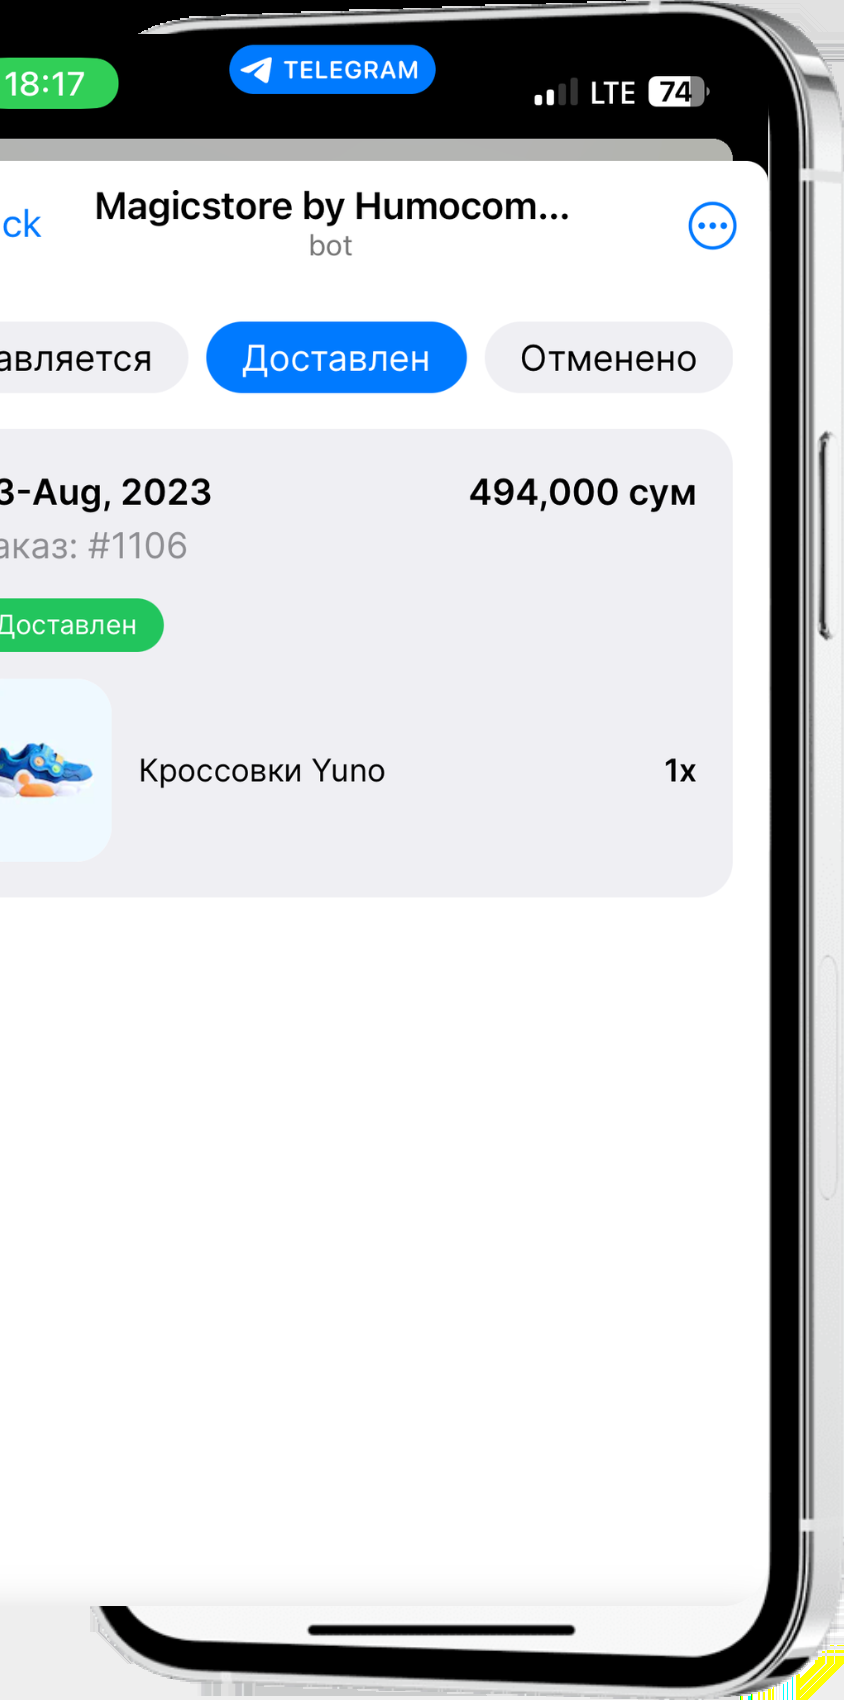 18:17
TELEGRAM
LTE 74
ck
Magicstore by Humocom...
bot
авляется
Доставлен
Отменено
3-Aug, 2023
494,000 сум
аказ: #1106
Доставлен
Кроссовки Yuno
1x